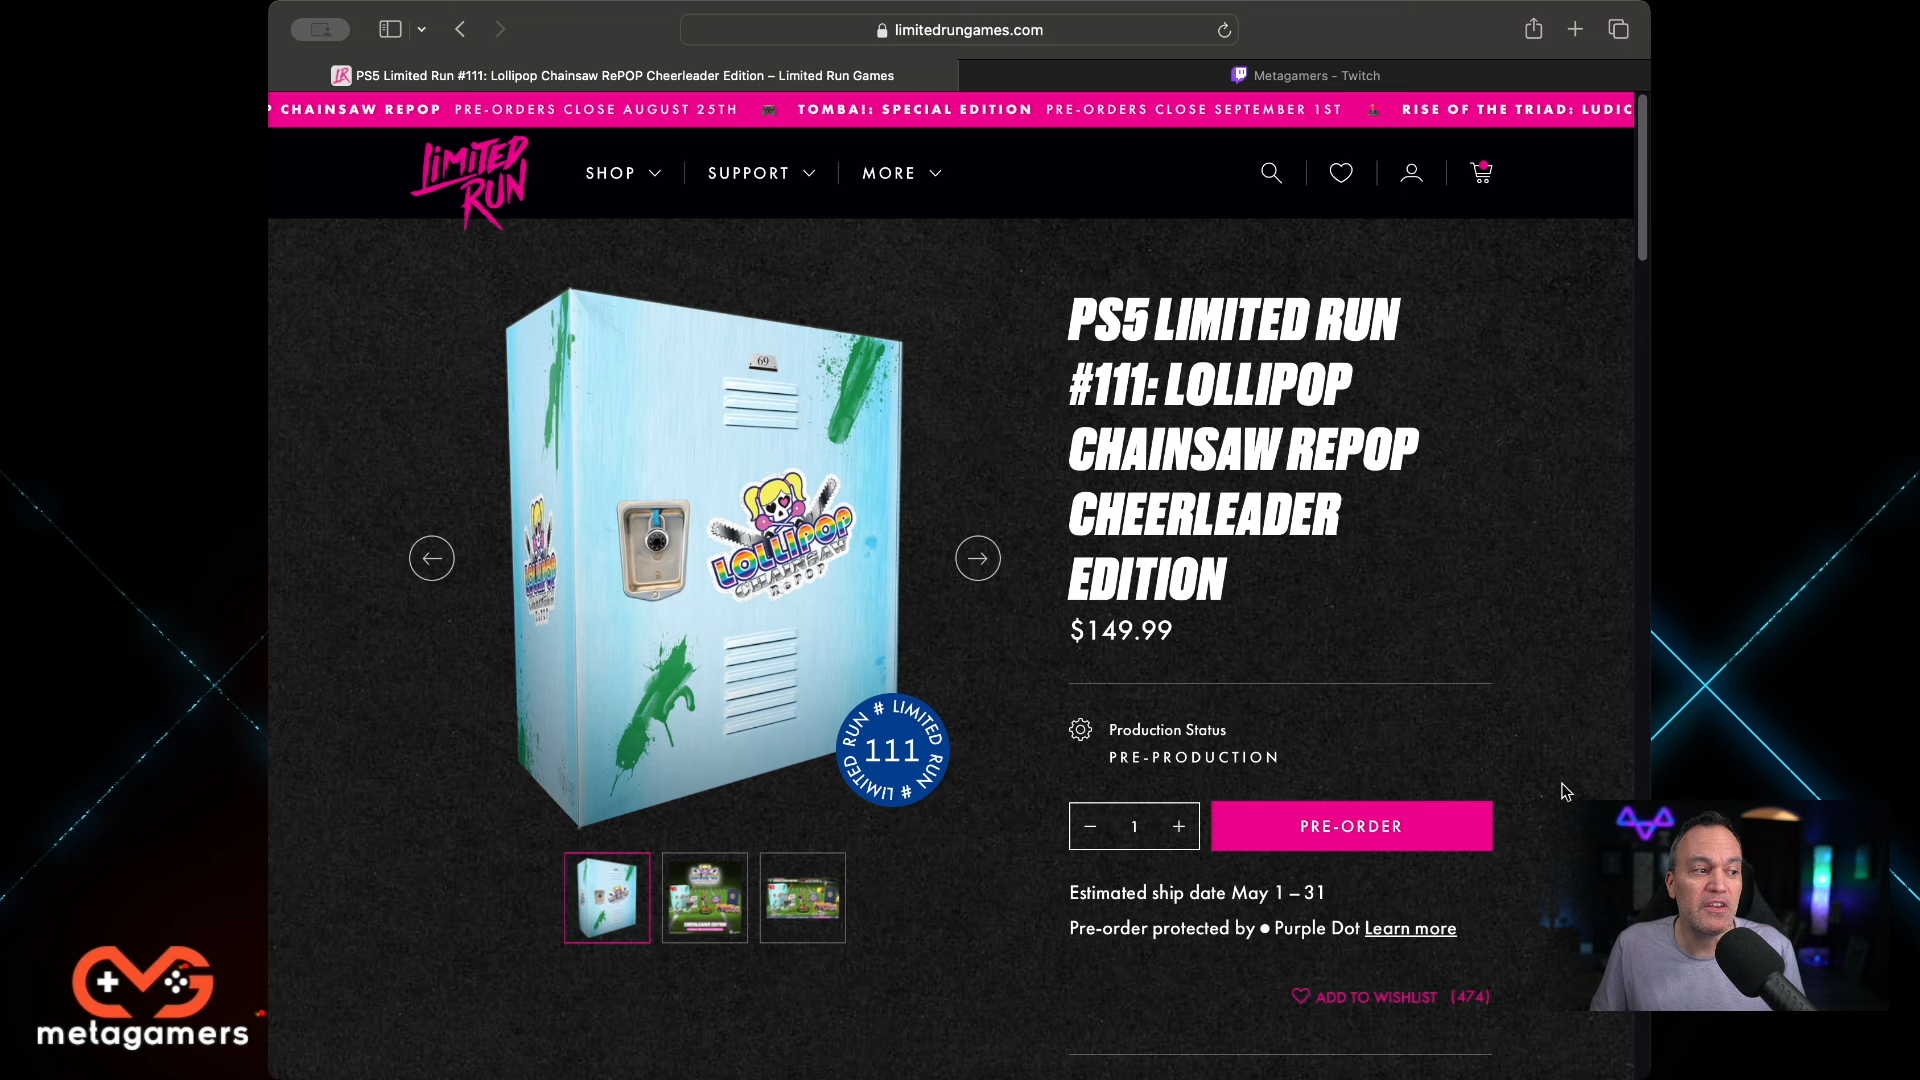 limitedrungames.com
PS5 Limited Run #111: Lollipop Chainsaw RePOP Cheerleader Edition – Limited Run Games
Metagamers - Twitch
CHAINSAW REPOP PRE-ORDERS CLOSE AUGUST 25TH TOMBA!: SPECIAL EDITION PRE-ORDERS CLOSE SEPTEMBER 1ST RISE OF THE TRIAD: LUDIC
LIMITED
RUN
SHOP
SUPPORT
MORE
69
LOLLIPOP
CHAINSAW
REPOP
LOLLIPOP
RUN # LIMITED RUN # LIMITED
111
PS5 LIMITED RUN
#111: LOLLIPOP
CHAINSAW REPOP
CHEERLEADER
EDITION
$149.99
Production Status
PRE-PRODUCTION
− 1 +
PRE-ORDER
Estimated ship date May 1 – 31
Pre-order protected by ● Purple Dot Learn more
ADD TO WISHLIST (474)
metagamers